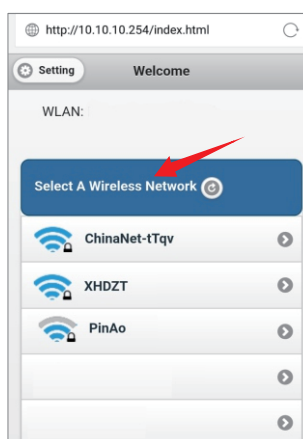 http://10.10.10.254/index.html
Setting Welcome
WLAN:
Select A Wireless Network
ChinaNet-tTqv
XHDZT
PinAo